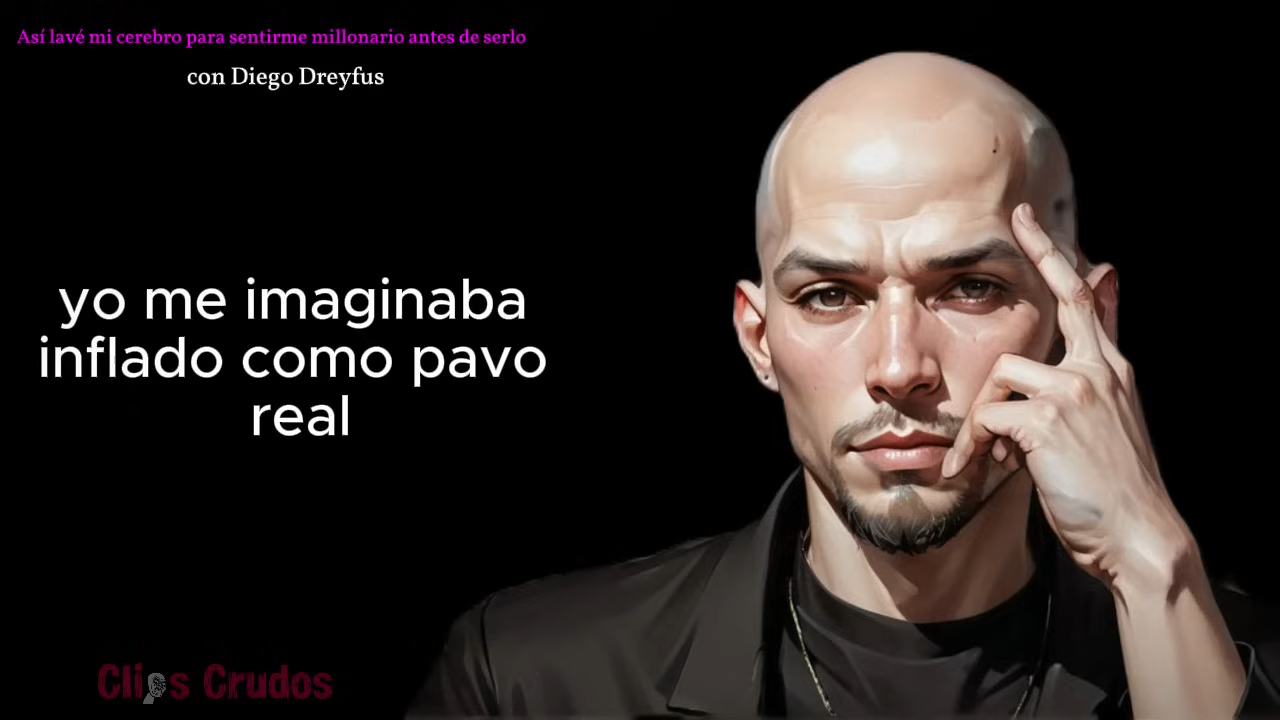 Así lavé mi cerebro para sentirme millonario antes de serlo
con Diego Dreyfus
yo me imaginaba
inflado como pavo
real
Clips Crudos